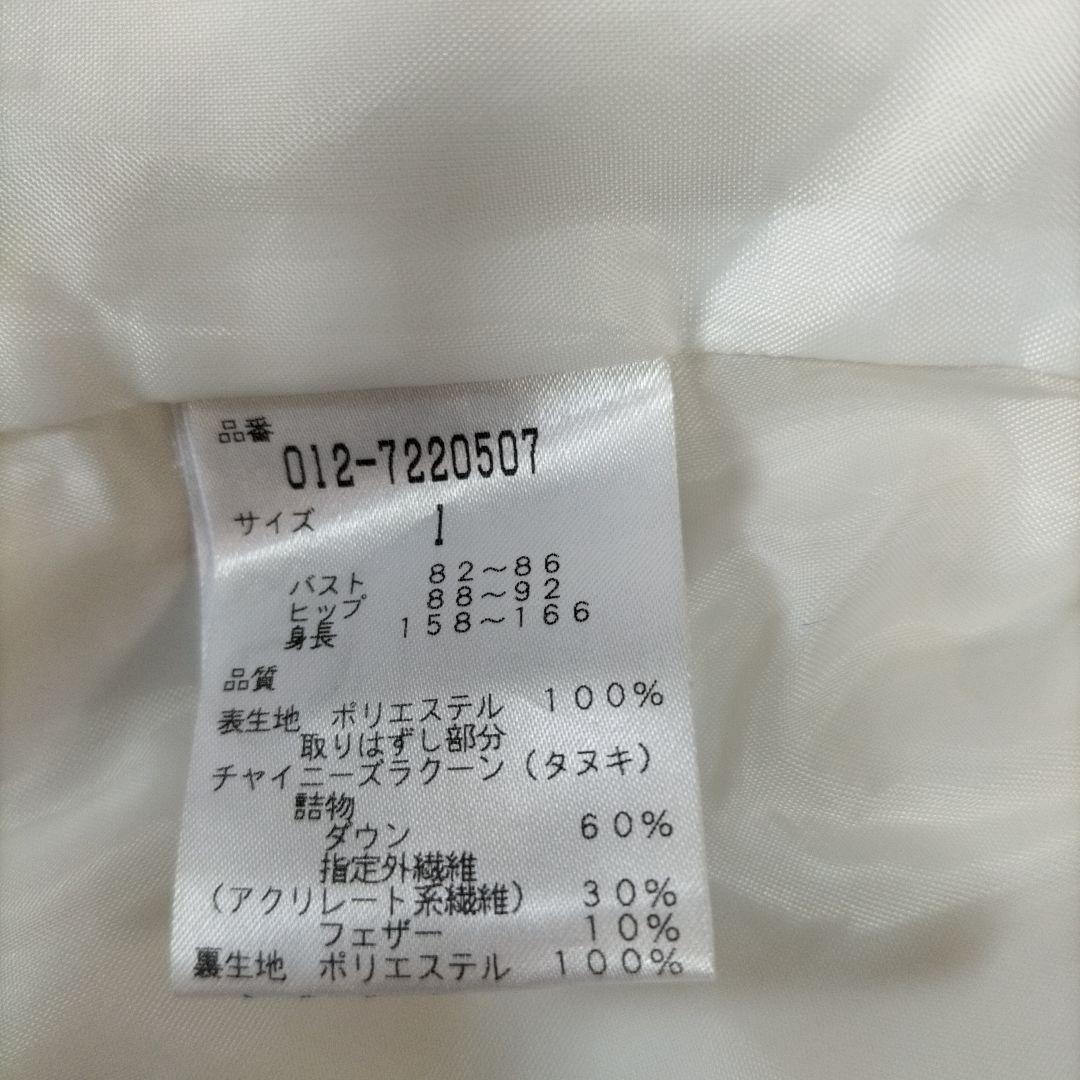 品番
012-7220507
サイズ 1
バスト 82～86
ヒップ 88～92
身長 158～166
品質
表生地 ポリエステル 100%
取りはずし部分
チャイニーズラクーン（タヌキ）
詰物
ダウン 60%
指定外繊維
（アクリレート系繊維） 30%
フェザー 10%
裏生地 ポリエステル 100%